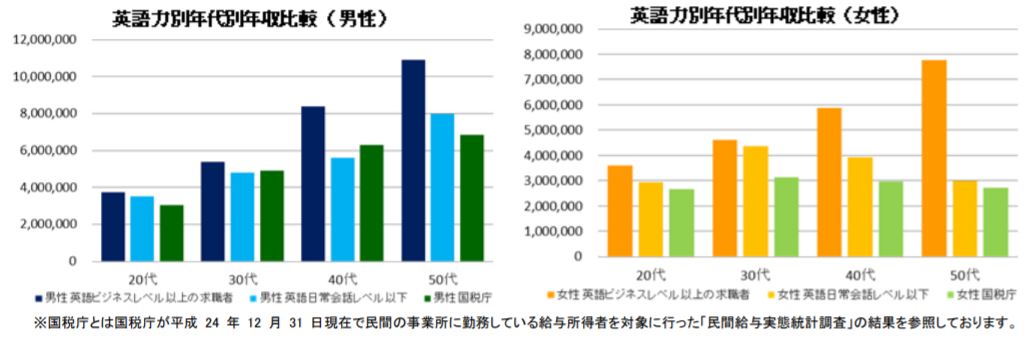 英語力別年代別年収比較（男性）
12,000,000
10,000,000
8,000,000
6,000,000
4,000,000
2,000,000
0
20代 30代 40代 50代
男性 英語ビジネスレベル以上の求職者 男性 英語日常会話レベル以下 男性 国税庁
英語力別年代別年収比較（女性）
9,000,000
8,000,000
7,000,000
6,000,000
5,000,000
4,000,000
3,000,000
2,000,000
1,000,000
0
20代 30代 40代 50代
女性 英語ビジネスレベル以上の求職者 女性 英語日常会話レベル以下 女性 国税庁
※国税庁とは国税庁が平成 24 年 12 月 31 日現在で民間の事業所に勤務している給与所得者を対象に行った「民間給与実態統計調査」の結果を参照しております。